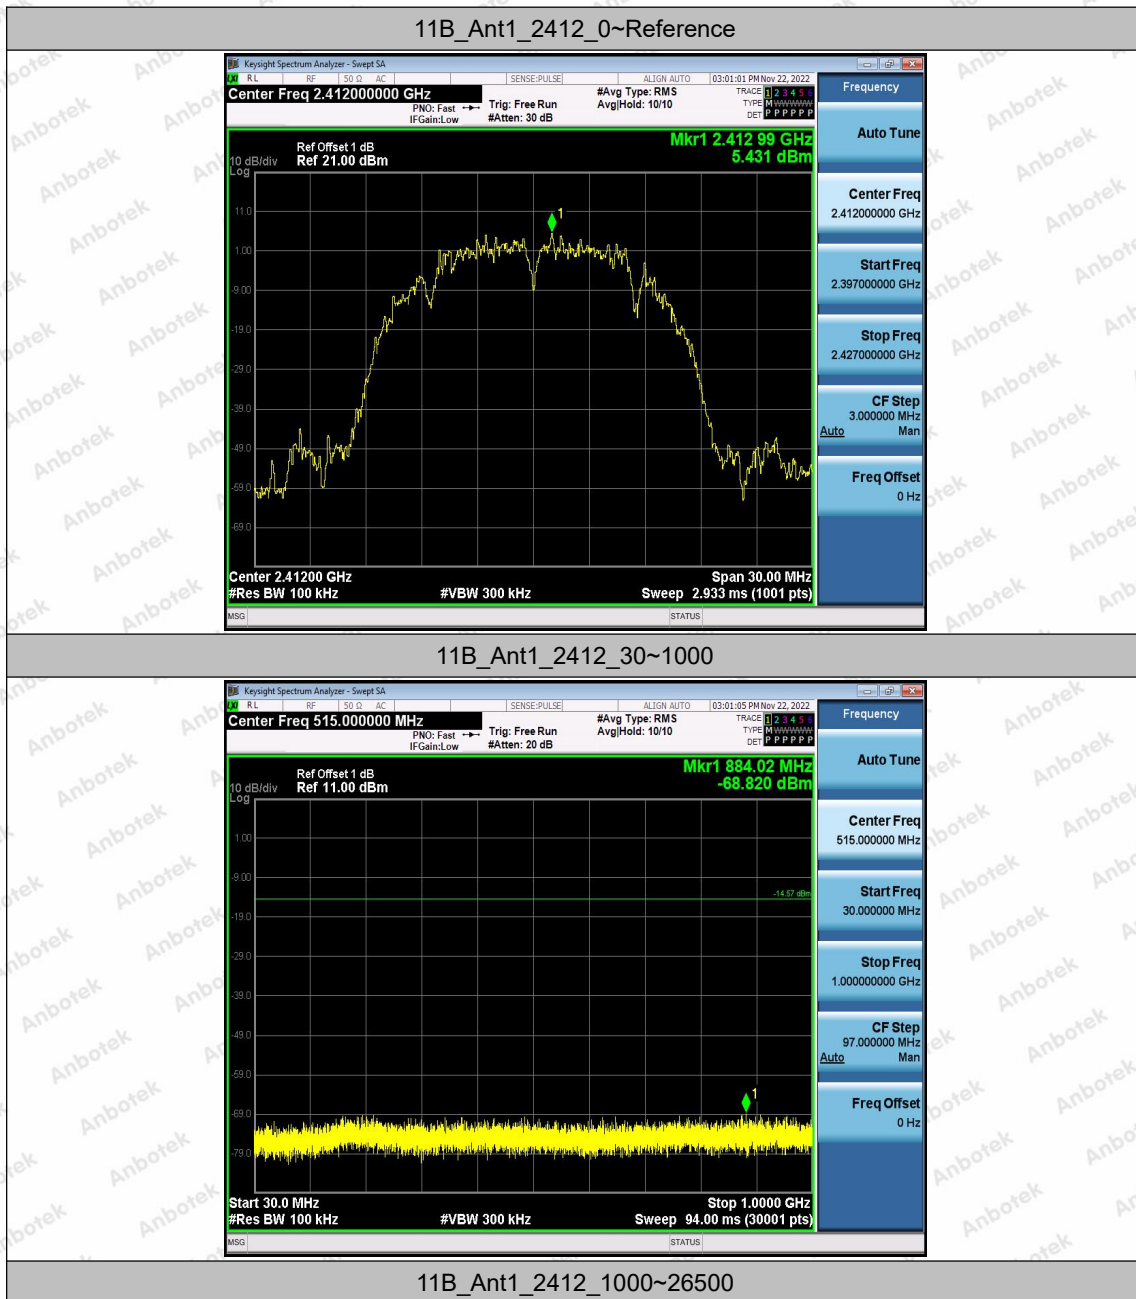 11B_Ant1_2412_0~Reference
Keysight Spectrum Analyzer - Swept SA
LXI RL RF 50 Ω AC SENSE:PULSE ALIGN AUTO 03:01:01 PM Nov 22, 2022
Center Freq 2.412000000 GHz
#Avg Type: RMS
TRACE 1 2 3 4 5 6
PNO: Fast Trig: Free Run
Avg|Hold: 10/10
TYPE M WWWWW
IFGain:Low #Atten: 30 dB
DET P P P P P P
Frequency
Mkr1 2.412 99 GHz
5.431 dBm
Ref Offset 1 dB
10 dB/div Ref 21.00 dBm
Log
11.0
1.00
-9.00
-19.0
-29.0
-39.0
-49.0
-59.0
-69.0
1
Center 2.41200 GHz
Span 30.00 MHz
#Res BW 100 kHz
#VBW 300 kHz
Sweep 2.933 ms (1001 pts)
MSG
STATUS
Auto Tune
Center Freq
2.412000000 GHz
Start Freq
2.397000000 GHz
Stop Freq
2.427000000 GHz
CF Step
3.000000 MHz
Auto Man
Freq Offset
0 Hz
11B_Ant1_2412_30~1000
Keysight Spectrum Analyzer - Swept SA
LXI RL RF 50 Ω AC SENSE:PULSE ALIGN AUTO 03:01:05 PM Nov 22, 2022
Center Freq 515.000000 MHz
#Avg Type: RMS
TRACE 1 2 3 4 5 6
PNO: Fast Trig: Free Run
Avg|Hold: 10/10
TYPE M WWWWW
IFGain:Low #Atten: 20 dB
DET P P P P P P
Frequency
Mkr1 884.02 MHz
-68.820 dBm
Ref Offset 1 dB
10 dB/div Ref 11.00 dBm
Log
1.00
-9.00
-14.57 dBm
-19.0
-29.0
-39.0
-49.0
-59.0
-69.0
-79.0
1
Start 30.0 MHz
Stop 1.0000 GHz
#Res BW 100 kHz
#VBW 300 kHz
Sweep 94.00 ms (30001 pts)
MSG
STATUS
Auto Tune
Center Freq
515.000000 MHz
Start Freq
30.000000 MHz
Stop Freq
1.000000000 GHz
CF Step
97.000000 MHz
Auto Man
Freq Offset
0 Hz
11B_Ant1_2412_1000~26500
Anbotek